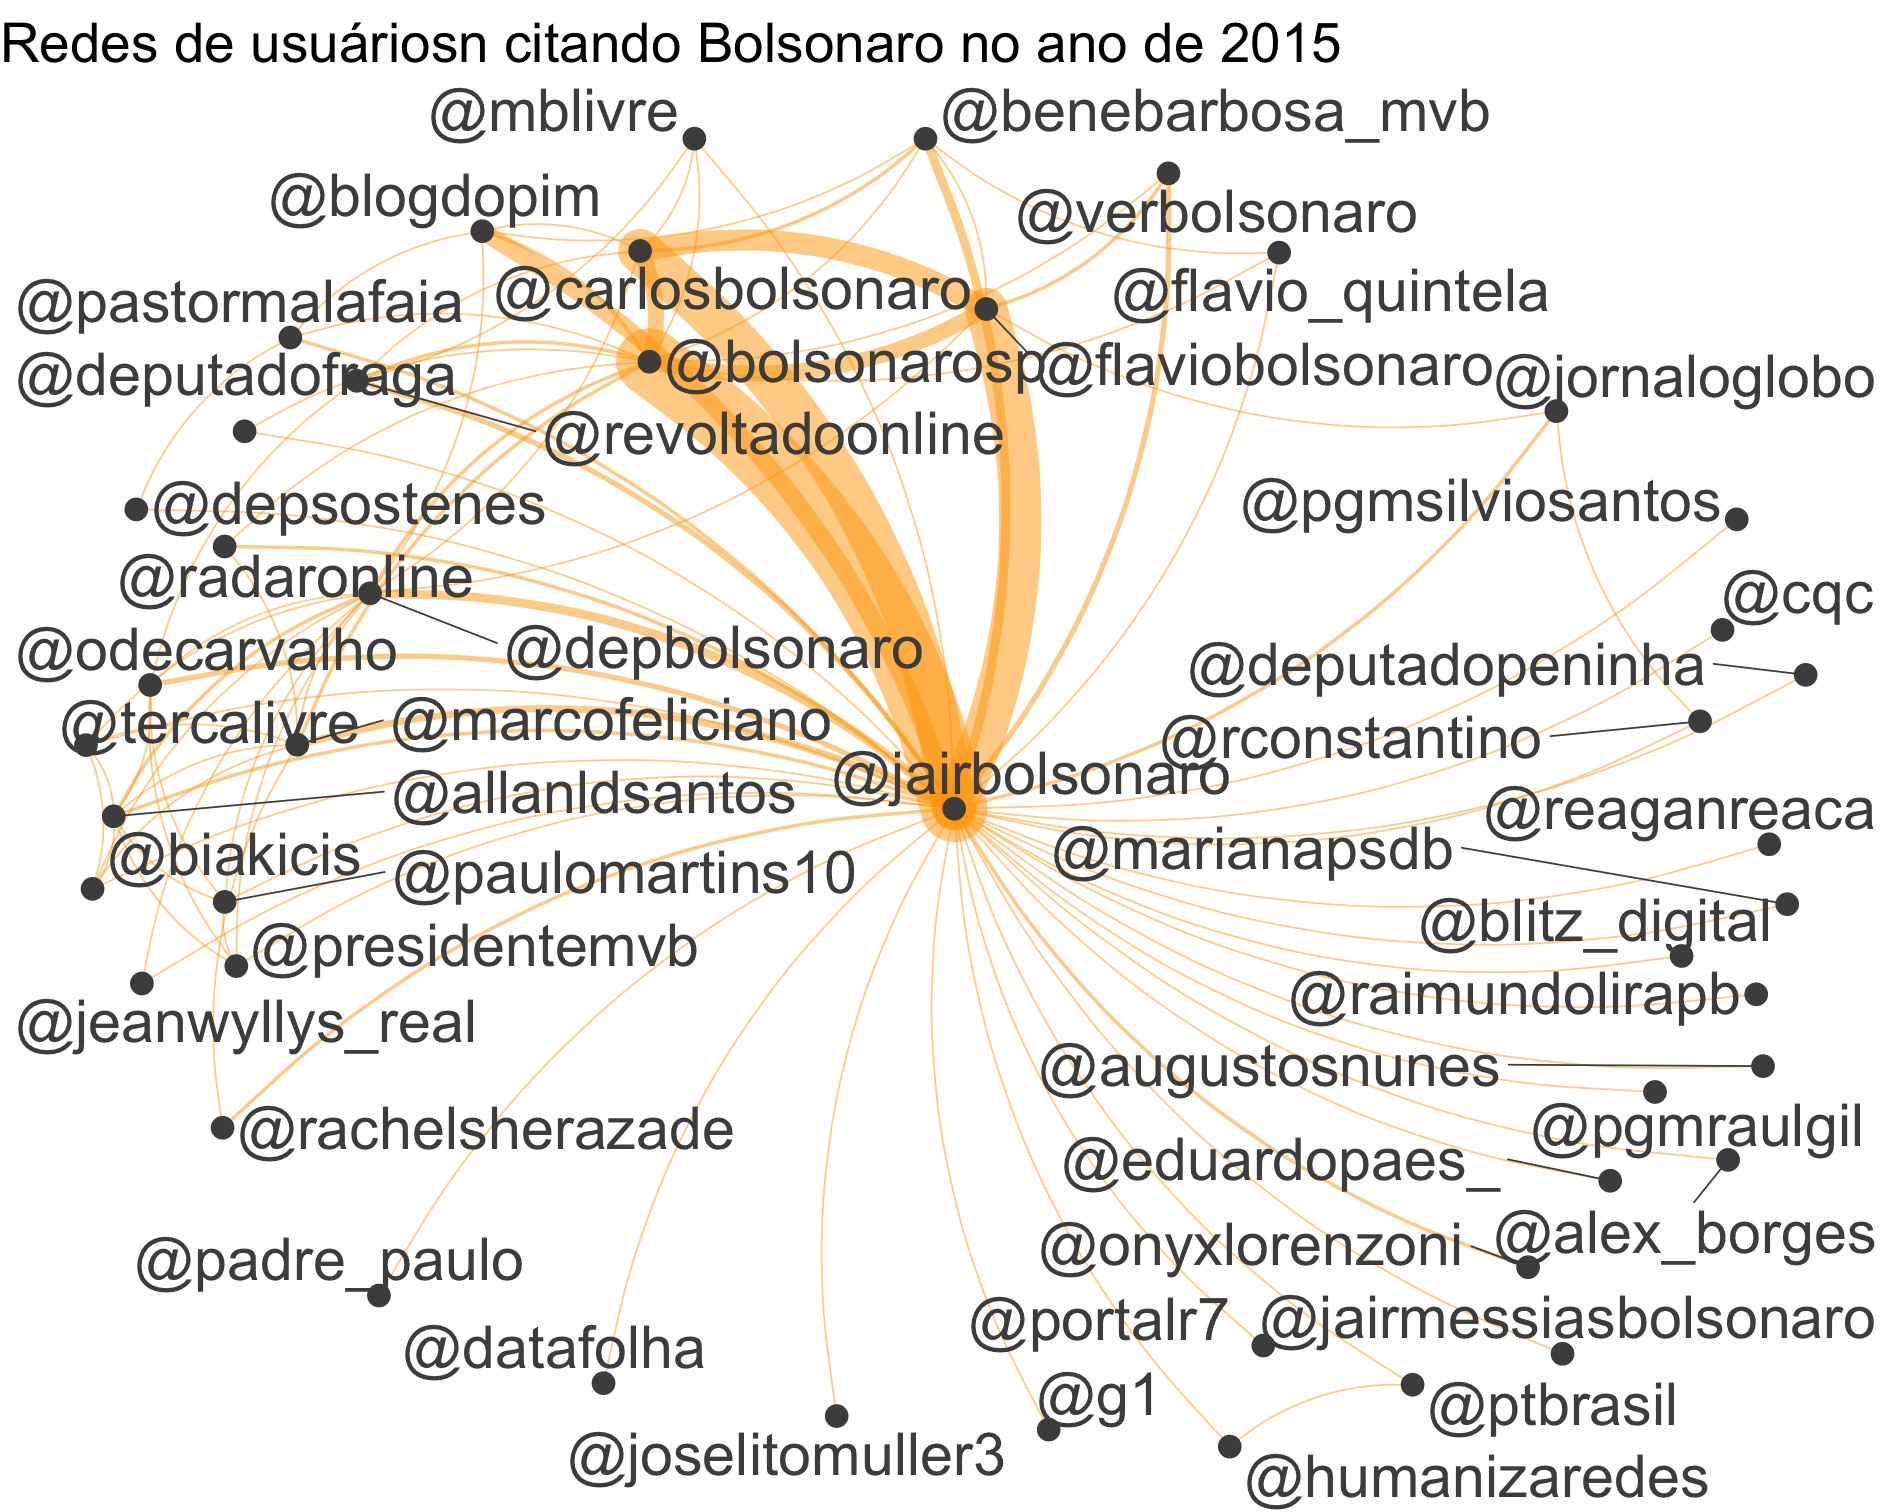 Redes de usuáriosn citando Bolsonaro no ano de 2015
@mblivre
@benebarbosa_mvb
@blogdopim
@verbolsonaro
@pastormalafaia
@carlosbolsonaro
@flavio_quintela
@deputadofraga
@bolsonarosp
@flaviobolsonaro
@jornaloglobo
@revoltadoonline
@depsostenes
@pgmsilviosantos
@radaronline
@cqc
@odecarvalho
@depbolsonaro
@deputadopeninha
@tercalivre
@marcofeliciano
@rconstantino
@jairbolsonaro
@allanldsantos
@reaganreaca
@biakicis
@marianapsdb
@paulomartins10
@blitz_digital
@presidentemvb
@raimundolirapb
@jeanwyllys_real
@augustosnunes
@rachelsherazade
@pgmraulgil
@eduardopaes_
@alex_borges
@padre_paulo
@onyxlorenzoni
@portalr7
@jairmessiasbolsonaro
@datafolha
@g1
@ptbrasil
@joselitomuller3
@humanizaredes